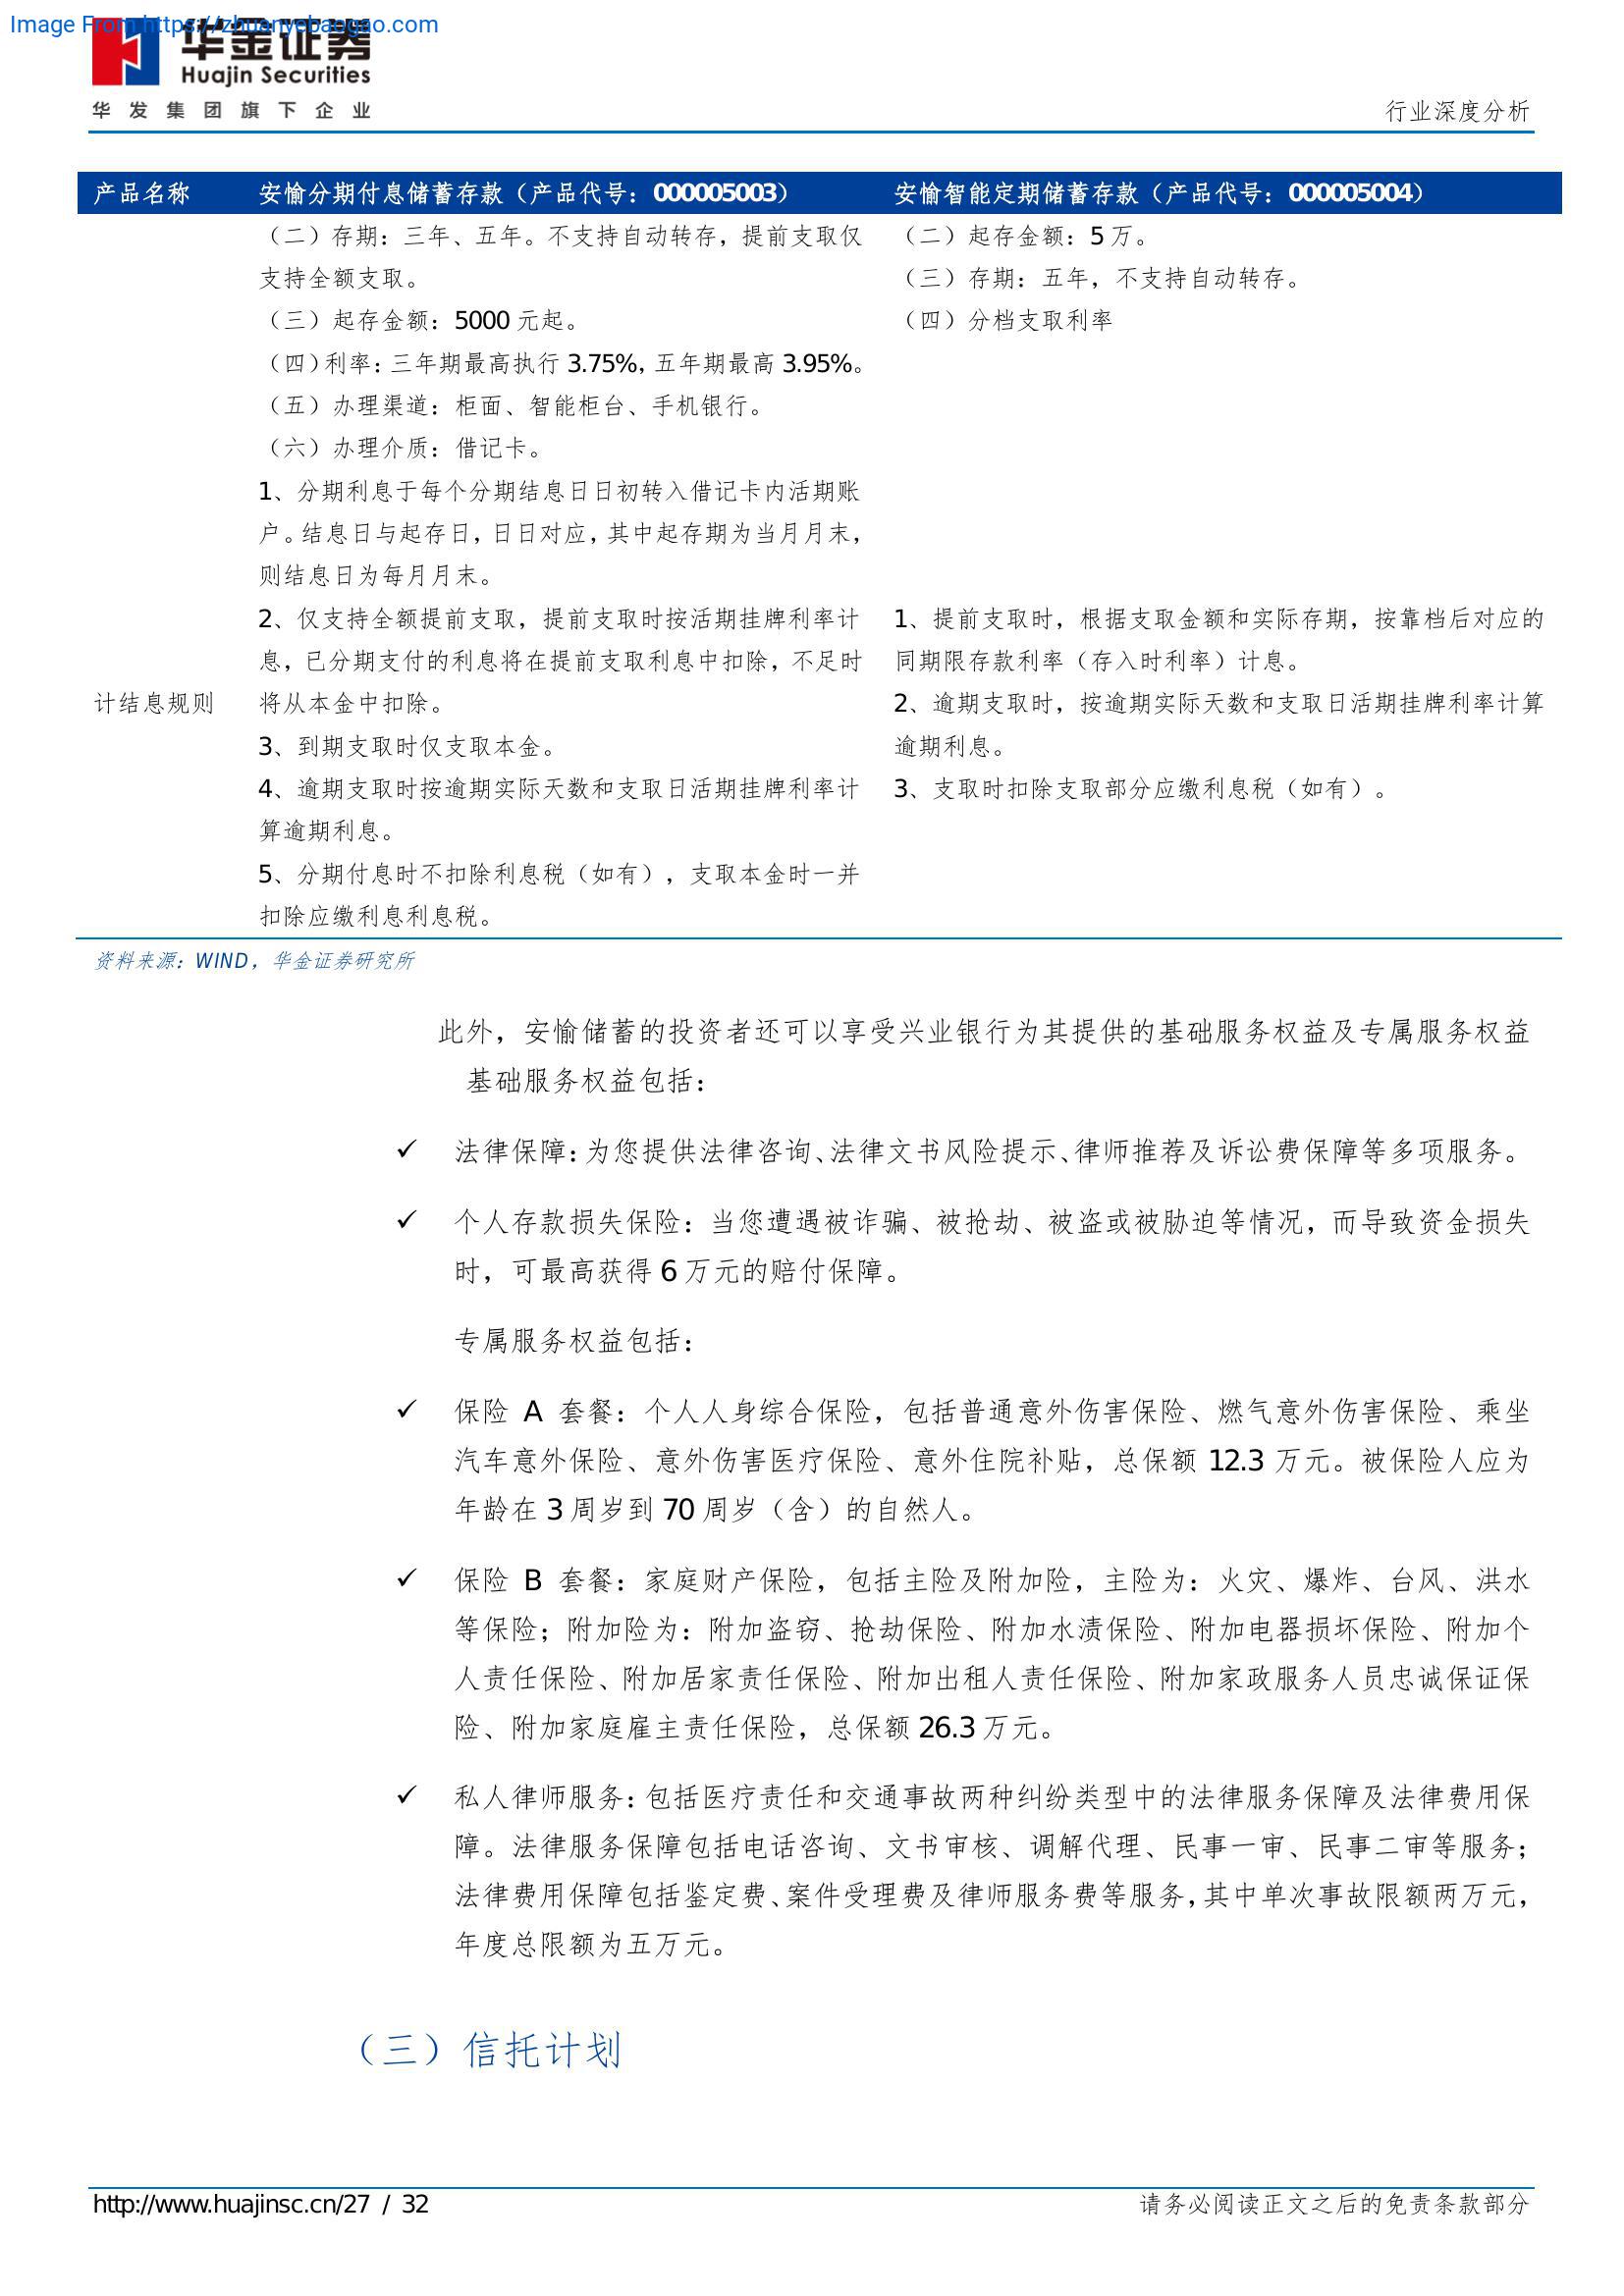 Image From https://zhuanyebaogao.com
华金证券
Huajin Securities
华发集团旗下企业
行业深度分析
产品名称 安愉分期付息储蓄存款（产品代号：000005003） 安愉智能定期储蓄存款（产品代号：000005004）
（二）存期：三年、五年。不支持自动转存，提前支取仅
支持全额支取。
（三）起存金额：5000 元起。
（四）利率：三年期最高执行 3.75%，五年期最高 3.95%。
（五）办理渠道：柜面、智能柜台、手机银行。
（六）办理介质：借记卡。
（二）起存金额：5 万。
（三）存期：五年，不支持自动转存。
（四）分档支取利率
计结息规则
1、分期利息于每个分期结息日日初转入借记卡内活期账
户。结息日与起存日，日日对应，其中起存期为当月月末，
则结息日为每月月末。
2、仅支持全额提前支取，提前支取时按活期挂牌利率计
息，已分期支付的利息将在提前支取利息中扣除，不足时
将从本金中扣除。
3、到期支取时仅支取本金。
4、逾期支取时按逾期实际天数和支取日活期挂牌利率计
算逾期利息。
5、分期付息时不扣除利息税（如有），支取本金时一并
扣除应缴利息利息税。
1、提前支取时，根据支取金额和实际存期，按靠档后对应的
同期限存款利率（存入时利率）计息。
2、逾期支取时，按逾期实际天数和支取日活期挂牌利率计算
逾期利息。
3、支取时扣除支取部分应缴利息税（如有）。
资料来源：WIND，华金证券研究所
此外，安愉储蓄的投资者还可以享受兴业银行为其提供的基础服务权益及专属服务权益
基础服务权益包括：
✓ 法律保障：为您提供法律咨询、法律文书风险提示、律师推荐及诉讼费保障等多项服务。
✓ 个人存款损失保险：当您遭遇被诈骗、被抢劫、被盗或被胁迫等情况，而导致资金损失
时，可最高获得 6 万元的赔付保障。
专属服务权益包括：
✓ 保险 A 套餐：个人人身综合保险，包括普通意外伤害保险、燃气意外伤害保险、乘坐
汽车意外保险、意外伤害医疗保险、意外住院补贴，总保额 12.3 万元。被保险人应为
年龄在 3 周岁到 70 周岁（含）的自然人。
✓ 保险 B 套餐：家庭财产保险，包括主险及附加险，主险为：火灾、爆炸、台风、洪水
等保险；附加险为：附加盗窃、抢劫保险、附加水渍保险、附加电器损坏保险、附加个
人责任保险、附加居家责任保险、附加出租人责任保险、附加家政服务人员忠诚保证保
险、附加家庭雇主责任保险，总保额 26.3 万元。
✓ 私人律师服务：包括医疗责任和交通事故两种纠纷类型中的法律服务保障及法律费用保
障。法律服务保障包括电话咨询、文书审核、调解代理、民事一审、民事二审等服务；
法律费用保障包括鉴定费、案件受理费及律师服务费等服务，其中单次事故限额两万元，
年度总限额为五万元。
（三）信托计划
http://www.huajinsc.cn/27 / 32
请务必阅读正文之后的免责条款部分